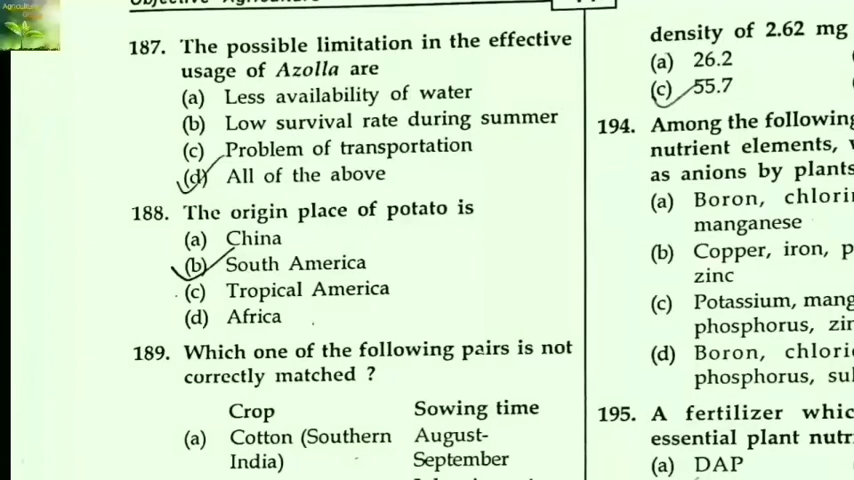 187. The possible limitation in the effective
usage of Azolla are
(a) Less availability of water
(b) Low survival rate during summer
(c) Problem of transportation
(d) All of the above
188. The origin place of potato is
(a) China
(b) South America
(c) Tropical America
(d) Africa
189. Which one of the following pairs is not
correctly matched ?
Crop Sowing time
(a) Cotton (Southern August-
India) September
density of 2.62 mg
(a) 26.2
(c) 55.7
194. Among the following
nutrient elements,
as anions by plants
(a) Boron,
manganese
(b) Copper, iron,
zinc
(c) Potassium,
phosphorus,
(d) Boron,
phosphorus,
195. A fertilizer
essential plant
(a) DAP